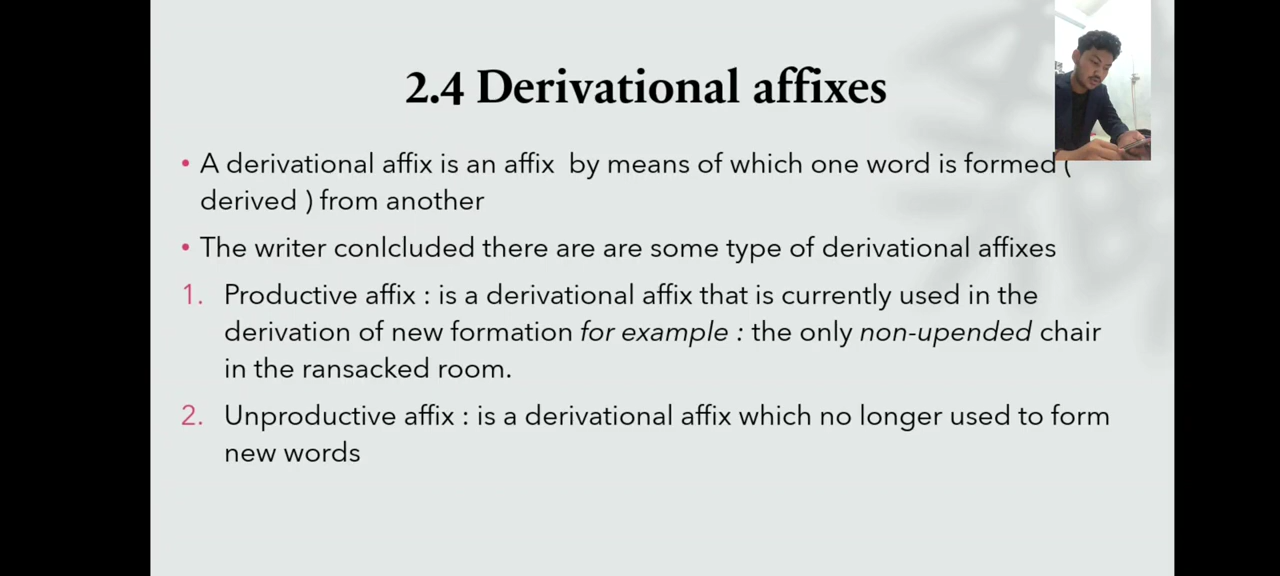 2.4 Derivational affixes
• A derivational affix is an affix by means of which one word is formed (
derived ) from another
• The writer conlcluded there are are some type of derivational affixes
1. Productive affix : is a derivational affix that is currently used in the
derivation of new formation for example : the only non-upended chair
in the ransacked room.
2. Unproductive affix : is a derivational affix which no longer used to form
new words